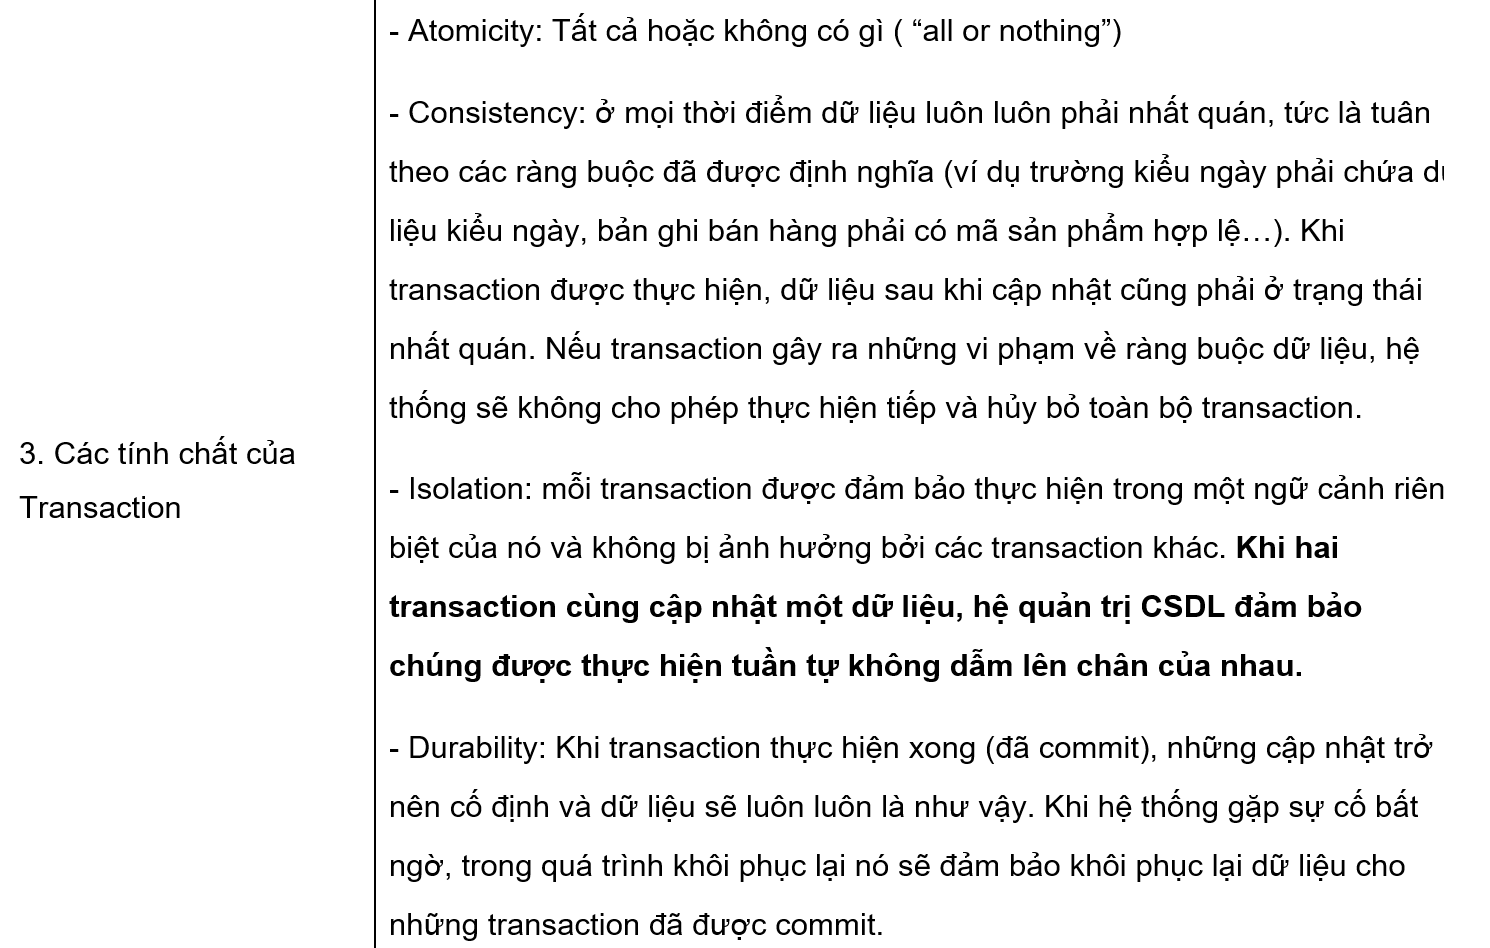 3. Các tính chất của
Transaction
- Atomicity: Tất cả hoặc không có gì ( “all or nothing”)
- Consistency: ở mọi thời điểm dữ liệu luôn luôn phải nhất quán, tức là tuân
theo các ràng buộc đã được định nghĩa (ví dụ trường kiểu ngày phải chứa
liệu kiểu ngày, bản ghi bán hàng phải có mã sản phẩm hợp lệ…). Khi
transaction được thực hiện, dữ liệu sau khi cập nhật cũng phải ở trạng thái
nhất quán. Nếu transaction gây ra những vi phạm về ràng buộc dữ liệu, hệ
thống sẽ không cho phép thực hiện tiếp và hủy bỏ toàn bộ transaction.
- Isolation: mỗi transaction được đảm bảo thực hiện trong một ngữ cảnh riên
biệt của nó và không bị ảnh hưởng bởi các transaction khác. Khi hai
transaction cùng cập nhật một dữ liệu, hệ quản trị CSDL đảm bảo
chúng được thực hiện tuần tự không dẫm lên chân của nhau.
- Durability: Khi transaction thực hiện xong (đã commit), những cập nhật trở
nên cố định và dữ liệu sẽ luôn luôn là như vậy. Khi hệ thống gặp sự cố bất
ngờ, trong quá trình khôi phục lại nó sẽ đảm bảo khôi phục lại dữ liệu cho
những transaction đã được commit.